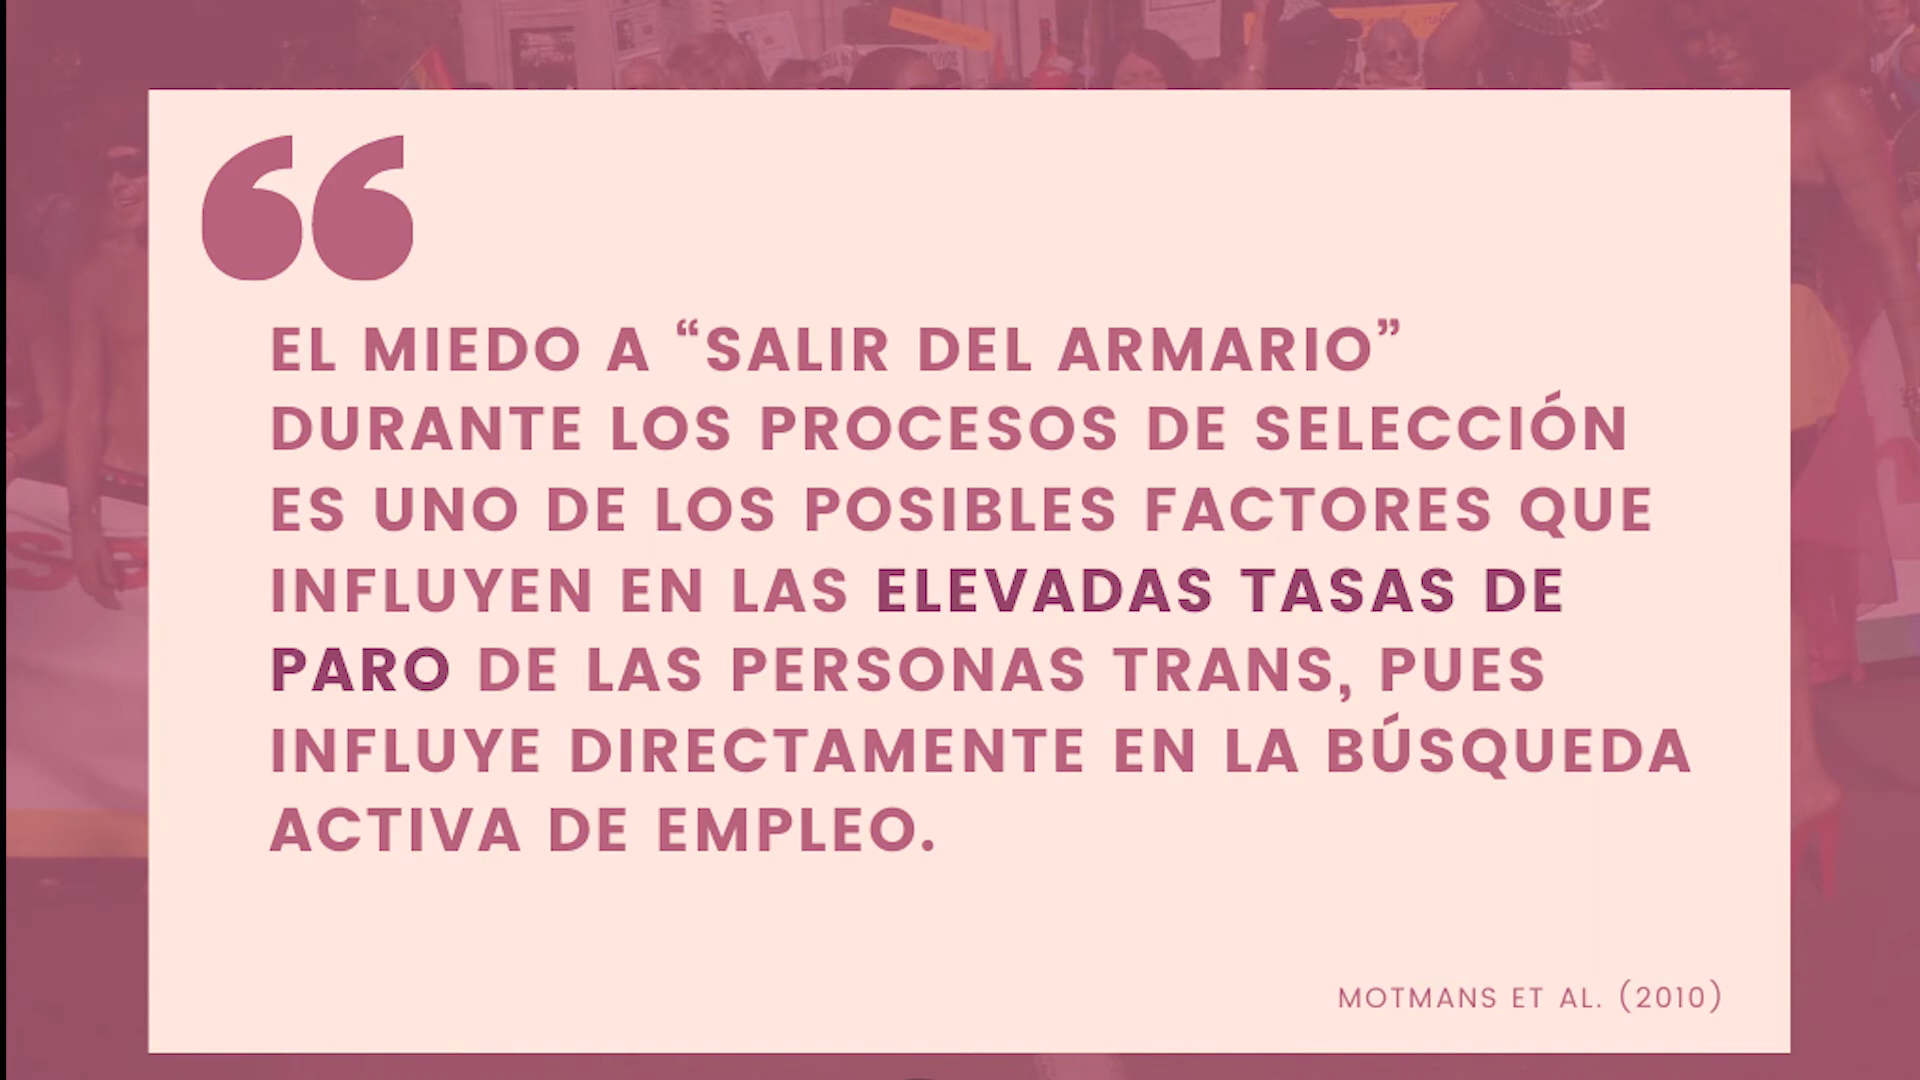 “
EL MIEDO A “SALIR DEL ARMARIO”
DURANTE LOS PROCESOS DE SELECCIÓN
ES UNO DE LOS POSIBLES FACTORES QUE
INFLUYEN EN LAS ELEVADAS TASAS DE
PARO DE LAS PERSONAS TRANS, PUES
INFLUYE DIRECTAMENTE EN LA BÚSQUEDA
ACTIVA DE EMPLEO.
MOTMANS ET AL. (2010)